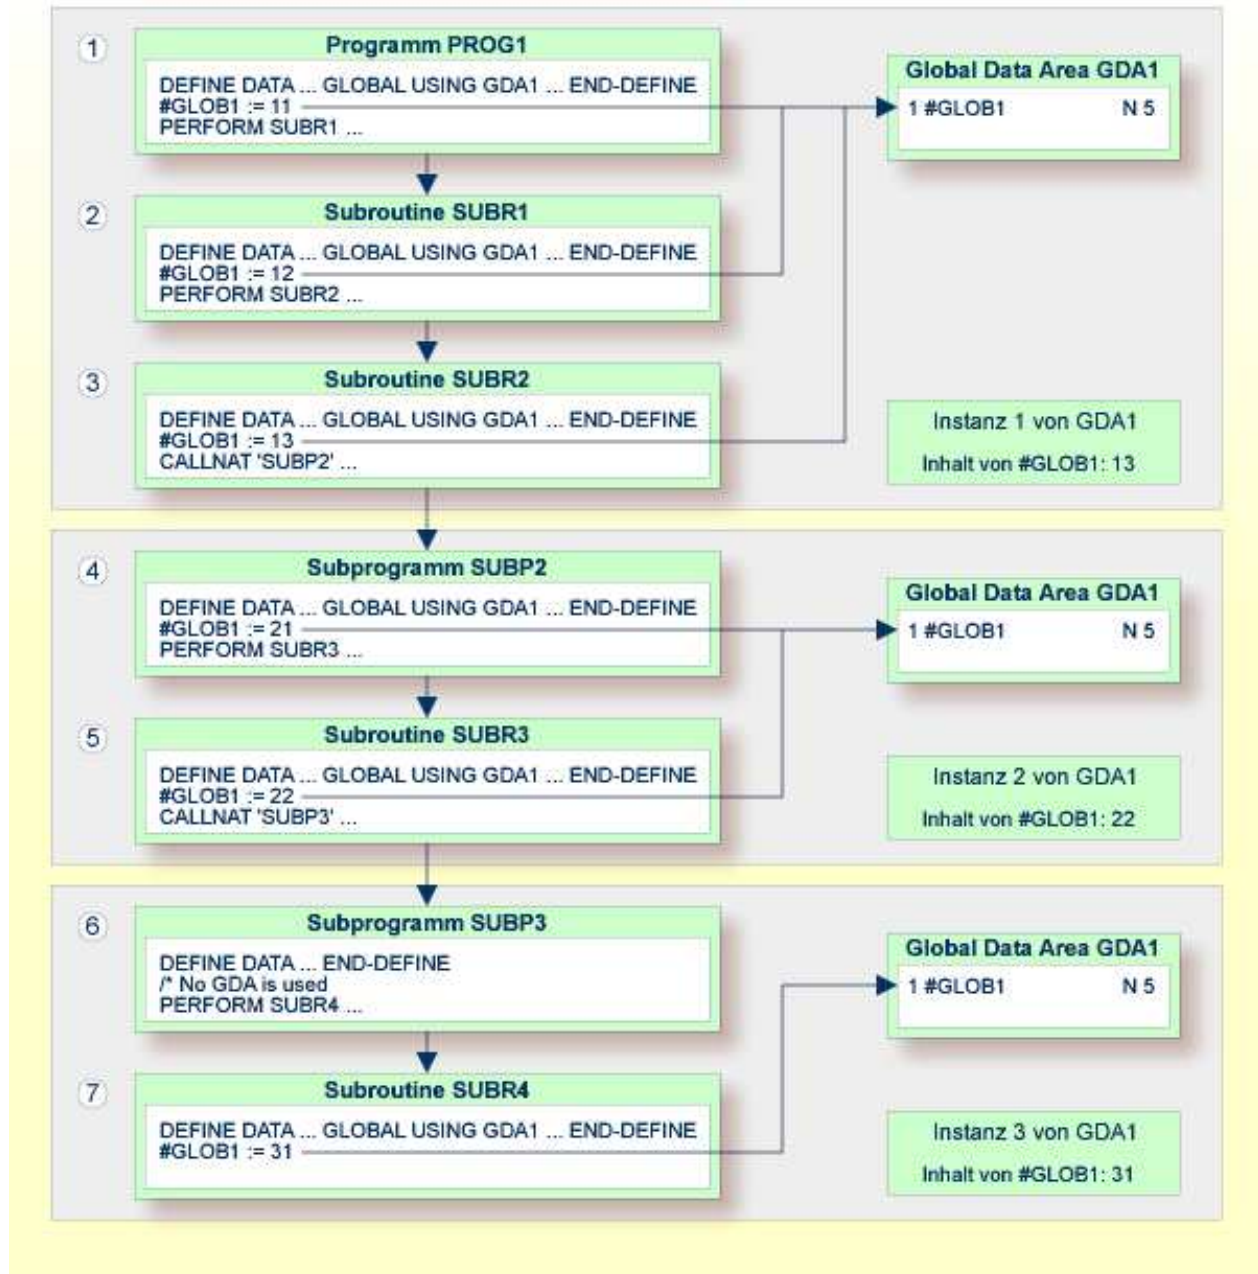 1
Programm PROG1
DEFINE DATA ... GLOBAL USING GDA1 ... END-DEFINE
#GLOB1 := 11
PERFORM SUBR1 ...
Global Data Area GDA1
1 #GLOB1 N 5
2
Subroutine SUBR1
DEFINE DATA ... GLOBAL USING GDA1 ... END-DEFINE
#GLOB1 := 12
PERFORM SUBR2 ...
3
Subroutine SUBR2
DEFINE DATA ... GLOBAL USING GDA1 ... END-DEFINE
#GLOB1 := 13
CALLNAT 'SUBP2' ...
Instanz 1 von GDA1
Inhalt von #GLOB1: 13
4
Subprogramm SUBP2
DEFINE DATA ... GLOBAL USING GDA1 ... END-DEFINE
#GLOB1 := 21
PERFORM SUBR3 ...
Global Data Area GDA1
1 #GLOB1 N 5
5
Subroutine SUBR3
DEFINE DATA ... GLOBAL USING GDA1 ... END-DEFINE
#GLOB1 := 22
CALLNAT 'SUBP3' ...
Instanz 2 von GDA1
Inhalt von #GLOB1: 22
6
Subprogramm SUBP3
DEFINE DATA ... END-DEFINE
/* No GDA is used
PERFORM SUBR4 ...
Global Data Area GDA1
1 #GLOB1 N 5
7
Subroutine SUBR4
DEFINE DATA ... GLOBAL USING GDA1 ... END-DEFINE
#GLOB1 := 31
Instanz 3 von GDA1
Inhalt von #GLOB1: 31